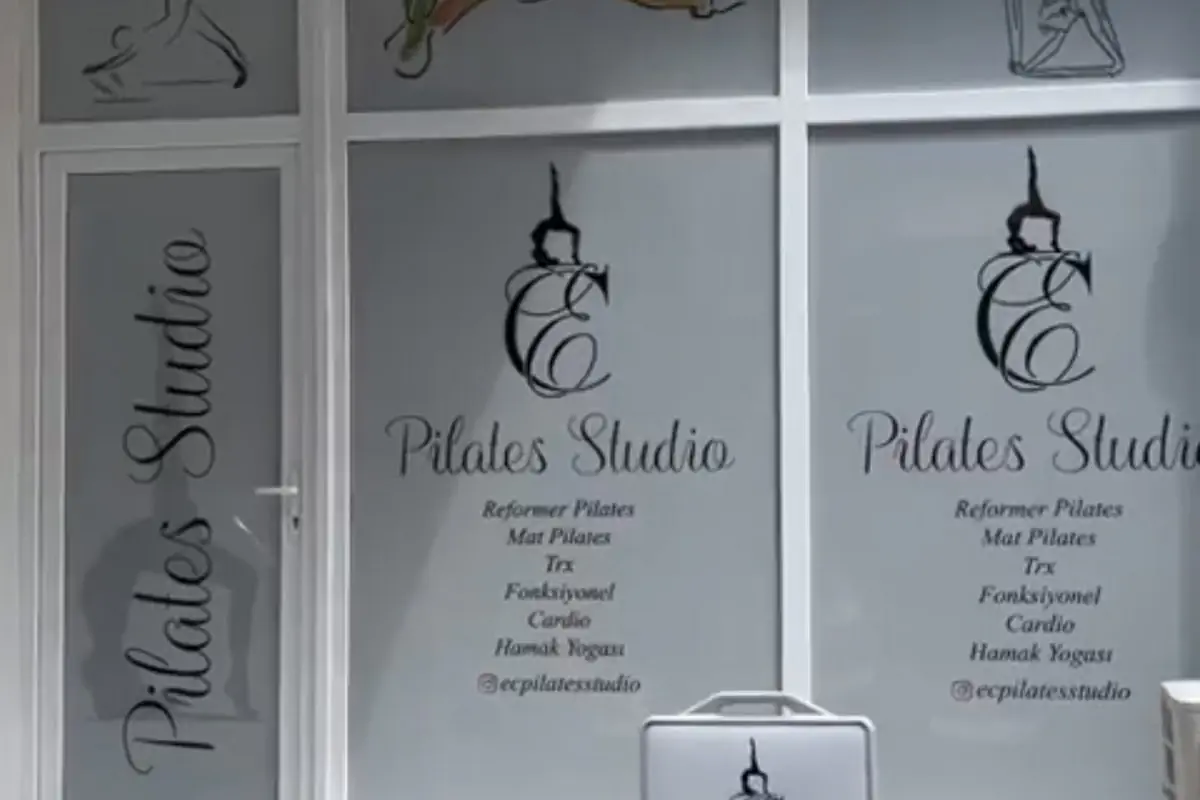 Pilates Studio
EC
Pilates Studio
Reformer Pilates
Mat Pilates
Trx
Fonksiyonel
Cardio
Hamak Yogası
ecpilatesstudio
EC
Pilates Studio
Reformer Pilates
Mat Pilates
Trx
Fonksiyonel
Cardio
Hamak Yogası
ecpilatesstudio